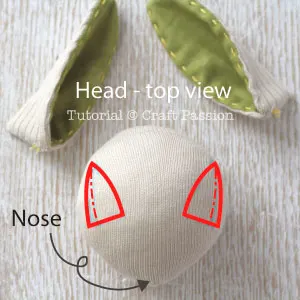 Head - top view
Tutorial © Craft Passion
Nose